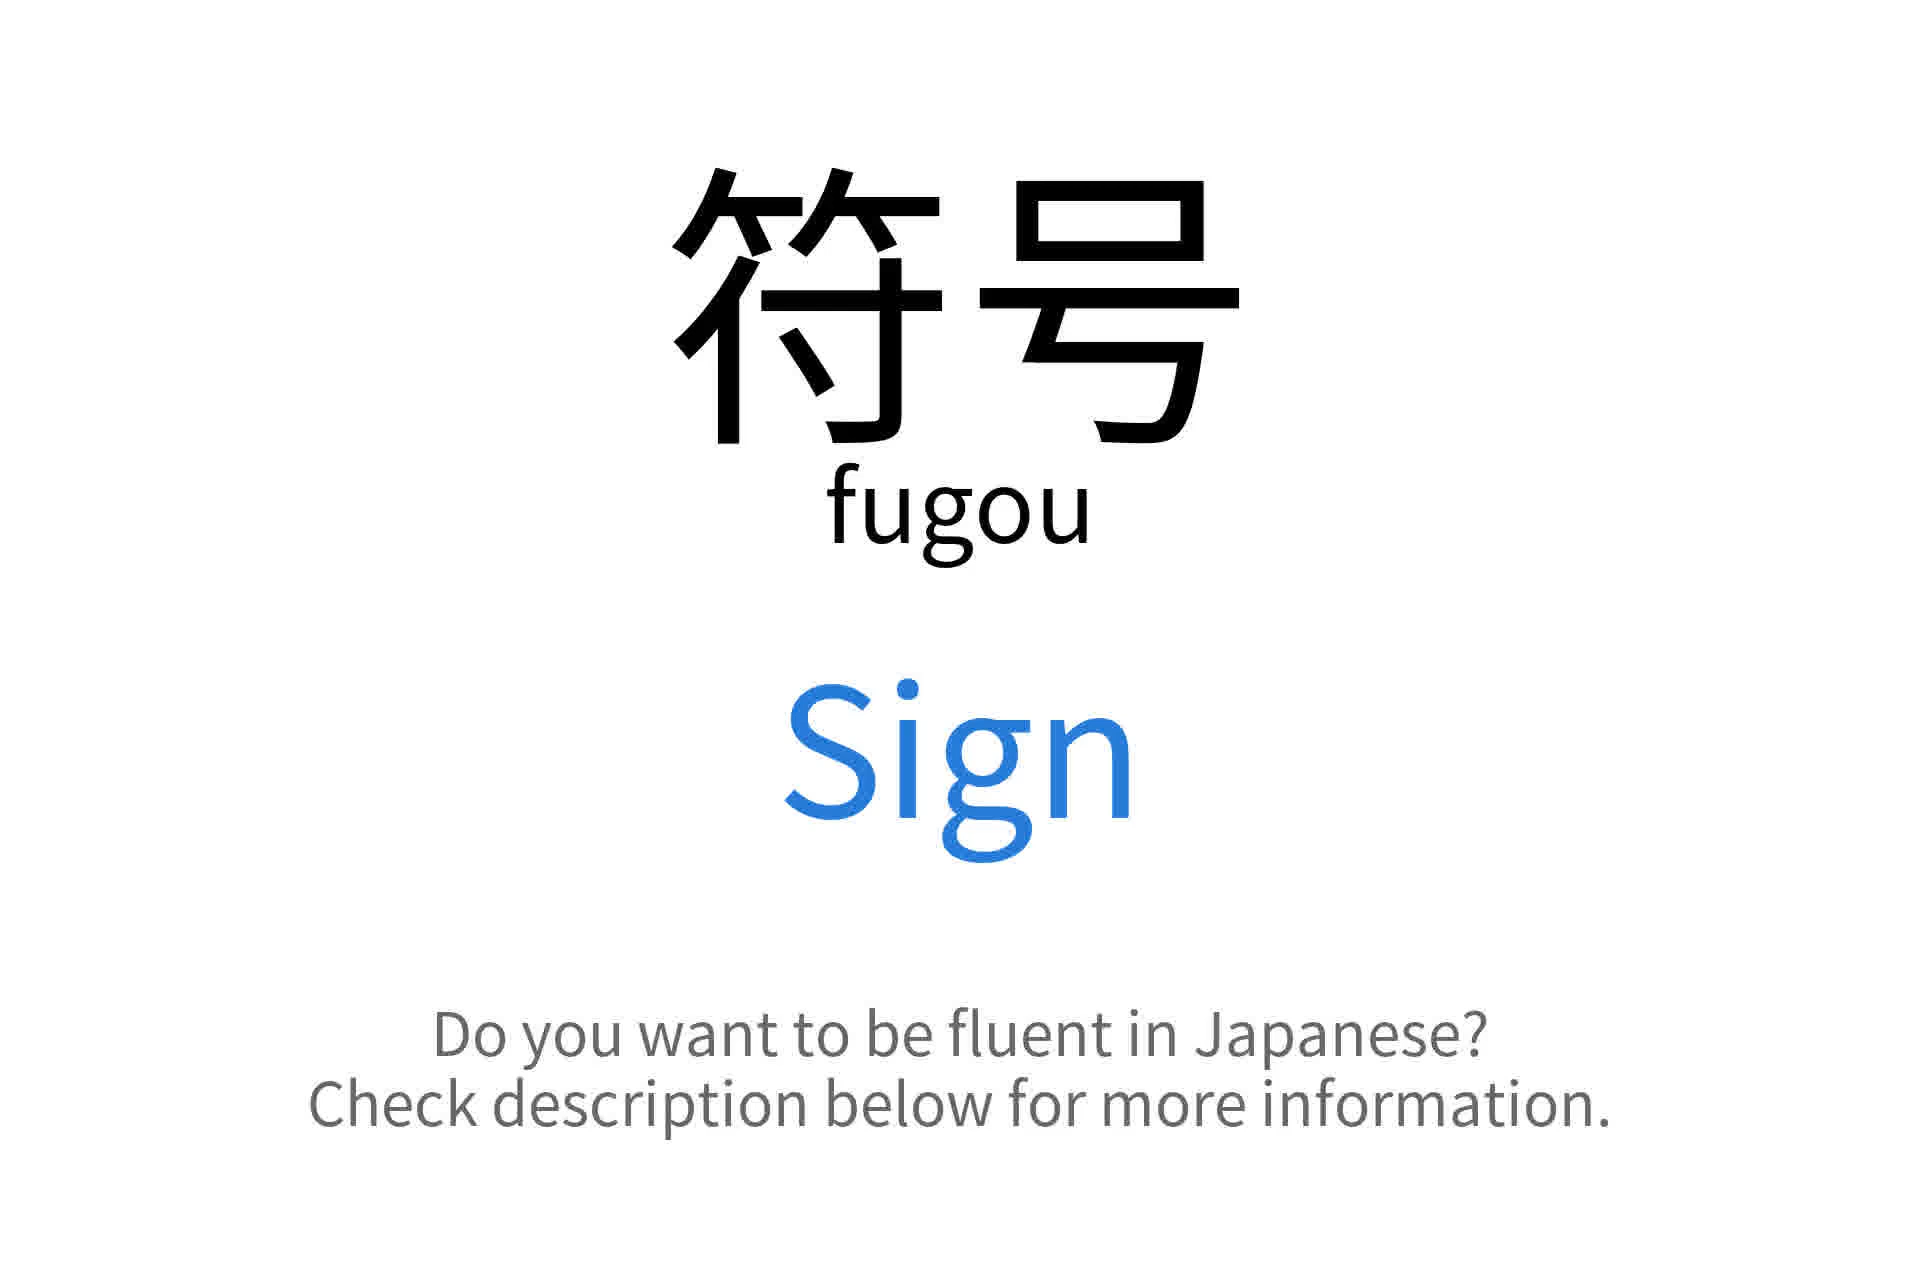 符号
fugou
Sign
Do you want to be fluent in Japanese?
Check description below for more information.